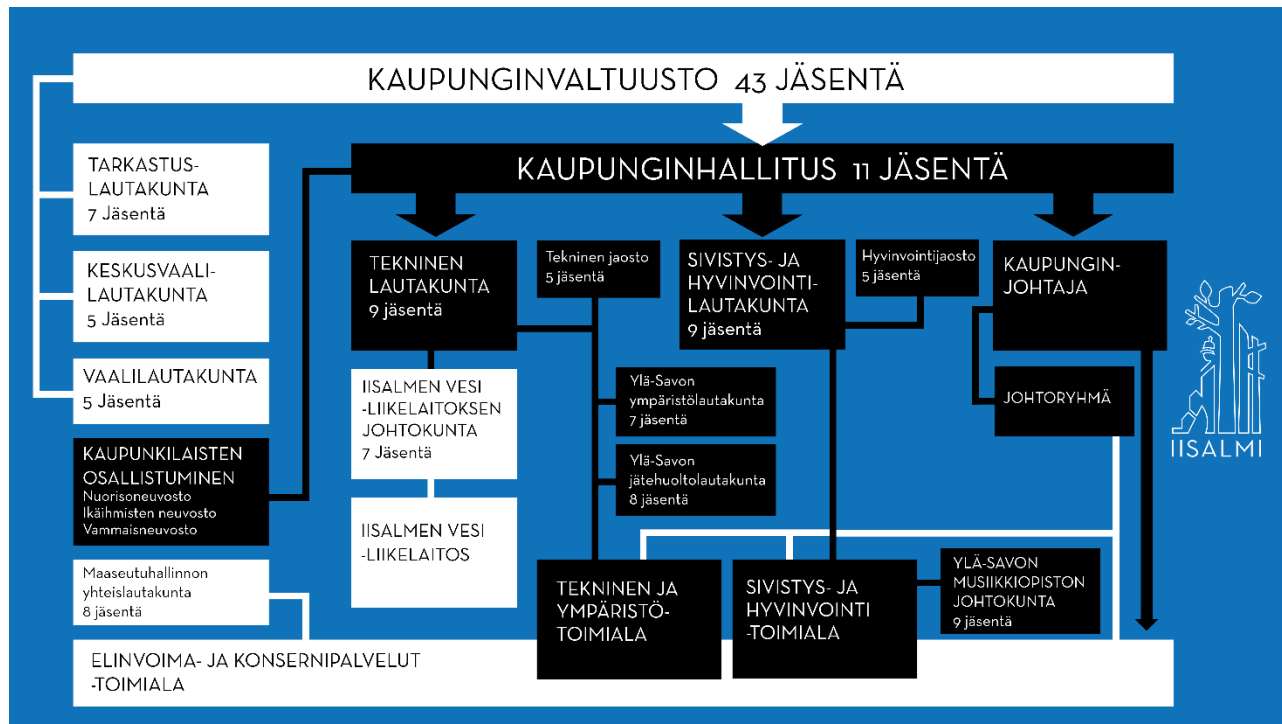 KAUPUNGINVALTUUSTO 43 JÄSENTÄ
KAUPUNGINHALLITUS 11 JÄSENTÄ
TARKASTUS-
LAUTAKUNTA
7 Jäsentä
KESKUSVAALI-
LAUTAKUNTA
5 Jäsentä
VAALILAUTAKUNTA
5 Jäsentä
KAUPUNKILAISTEN
OSALLISTUMINEN
Nuorisoneuvosto
Ikäihmisten neuvosto
Vammaisneuvosto
Maaseutuhallinnon
yhteislautakunta
8 jäsentä
TEKNINEN
LAUTAKUNTA
9 jäsentä
IISALMEN VESI
-LIIKELAITOKSEN
JOHTOKUNTA
7 Jäsentä
IISALMEN VESI
-LIIKELAITOS
Tekninen jaosto
5 jäsentä
Ylä-Savon
ympäristölautakunta
7 jäsentä
Ylä-Savon
jätehuoltolautakunta
8 jäsentä
TEKNINEN JA
YMPÄRISTÖ-
TOIMIALA
SIVISTYS- JA
HYVINVOINTI-
LAUTAKUNTA
9 jäsentä
Hyvinvointijaosto
5 jäsentä
SIVISTYS- JA
HYVINVOINTI
-TOIMIALA
YLÄ-SAVON
MUSIIKKIOPISTON
JOHTOKUNTA
9 jäsentä
KAUPUNGIN-
JOHTAJA
JOHTORYHMÄ
IISALMI
ELINVOIMA- JA KONSERNIPALVELUT
-TOIMIALA